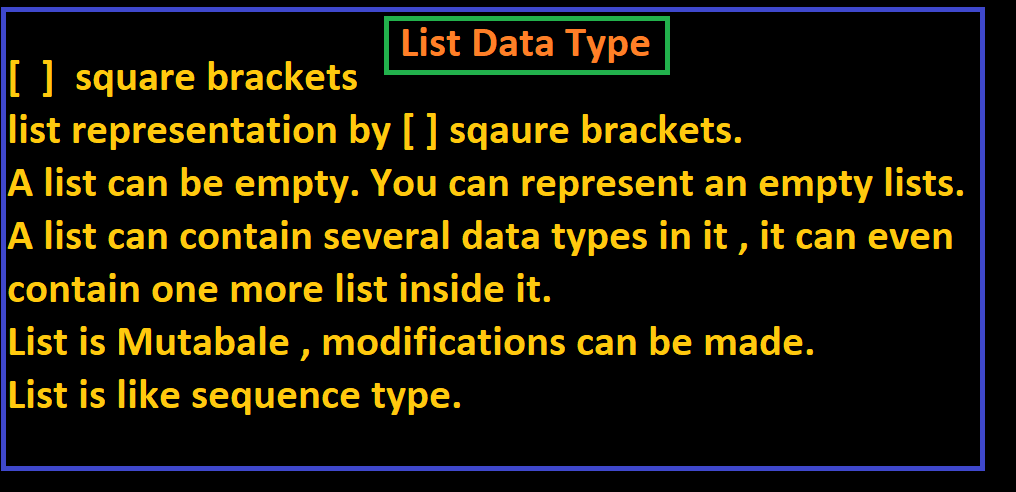 List Data Type
[ ] square brackets
list representation by [ ] sqaure brackets.
A list can be empty. You can represent an empty lists.
A list can contain several data types in it , it can even
contain one more list inside it.
List is Mutabale , modifications can be made.
List is like sequence type.